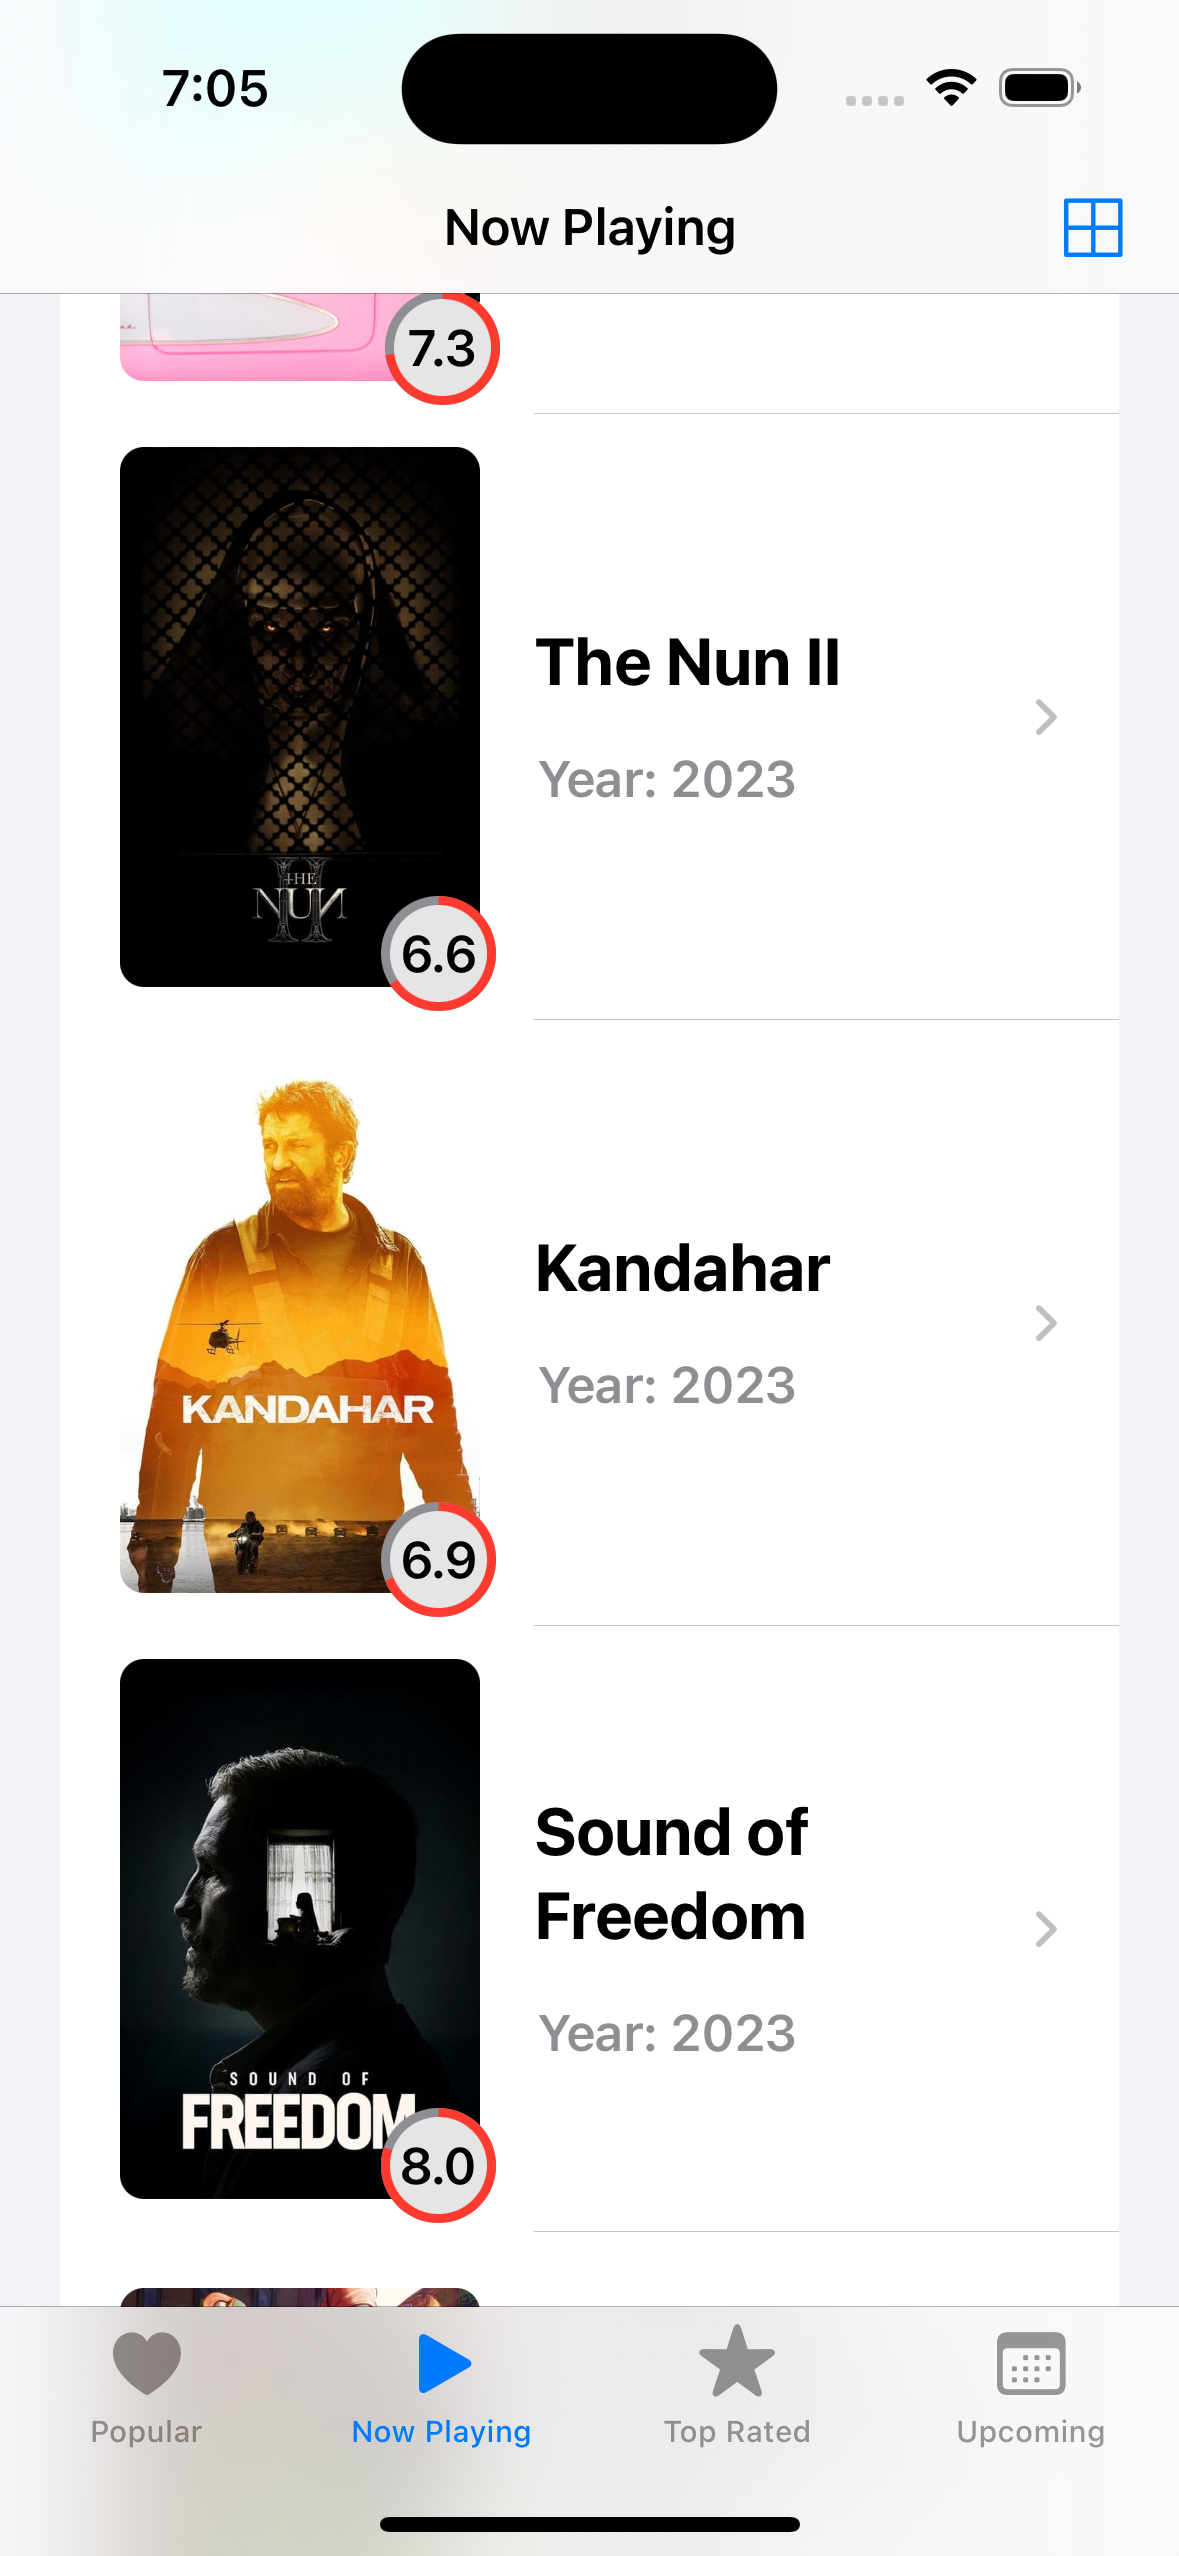 7:05
Now Playing
7.3
The Nun II
Year: 2023
THE
NUN
II
6.6
Kandahar
Year: 2023
KANDAHAR
6.9
Sound of
Freedom
Year: 2023
SOUND OF
FREEDOM
8.0
Popular
Now Playing
Top Rated
Upcoming